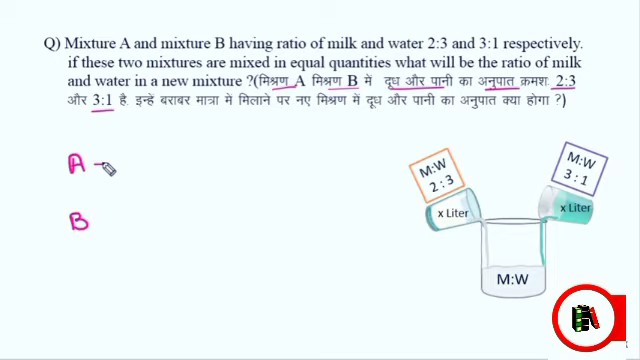 Q) Mixture A and mixture B having ratio of milk and water 2:3 and 3:1 respectively.
if these two mixtures are mixed in equal quantities what will be the ratio of milk
and water in a new mixture ?(मिश्रण A मिश्रण B में दूध और पानी का अनुपात क्रमश 2:3
और 3:1 है. इन्हें बराबर मात्रा में मिलाने पर नए मिश्रण में दूध और पानी का अनुपात क्या होगा ?)
A -
B
M:W
2 : 3
x Liter
M:W
3 : 1
x Liter
M:W